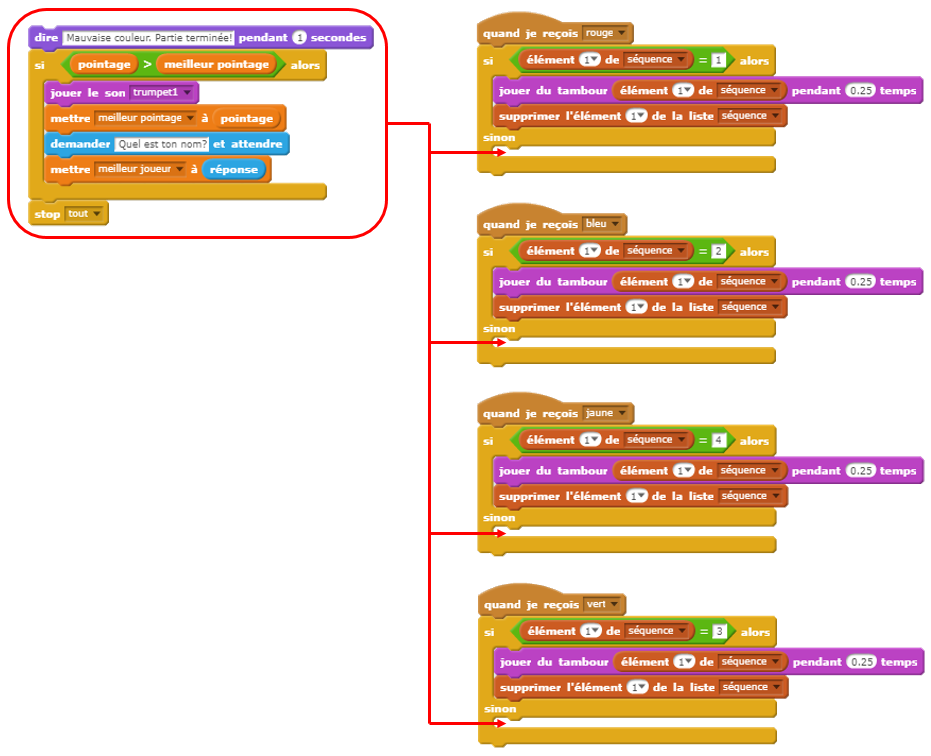 dire Mauvaise couleur. Partie terminée! pendant 1 secondes
si pointage > meilleur pointage alors
jouer le son trumpet1
mettre meilleur pointage à pointage
demander Quel est ton nom? et attendre
mettre meilleur joueur à réponse
stop tout
quand je reçois rouge
si élément 1 de séquence = 1 alors
jouer du tambour élément 1 de séquence pendant 0.25 temps
supprimer l'élément 1 de la liste séquence
sinon
quand je reçois bleu
si élément 1 de séquence = 2 alors
jouer du tambour élément 1 de séquence pendant 0.25 temps
supprimer l'élément 1 de la liste séquence
sinon
quand je reçois jaune
si élément 1 de séquence = 4 alors
jouer du tambour élément 1 de séquence pendant 0.25 temps
supprimer l'élément 1 de la liste séquence
sinon
quand je reçois vert
si élément 1 de séquence = 3 alors
jouer du tambour élément 1 de séquence pendant 0.25 temps
supprimer l'élément 1 de la liste séquence
sinon